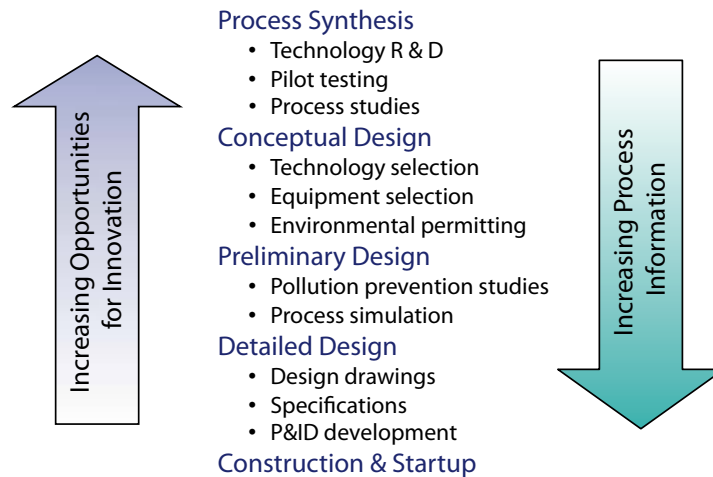 Process Synthesis
• Technology R & D
• Pilot testing
• Process studies
Conceptual Design
• Technology selection
• Equipment selection
• Environmental permitting
Preliminary Design
• Pollution prevention studies
• Process simulation
Detailed Design
• Design drawings
• Specifications
• P&ID development
Construction & Startup
Increasing Opportunities
for Innovation
Increasing Process
Information